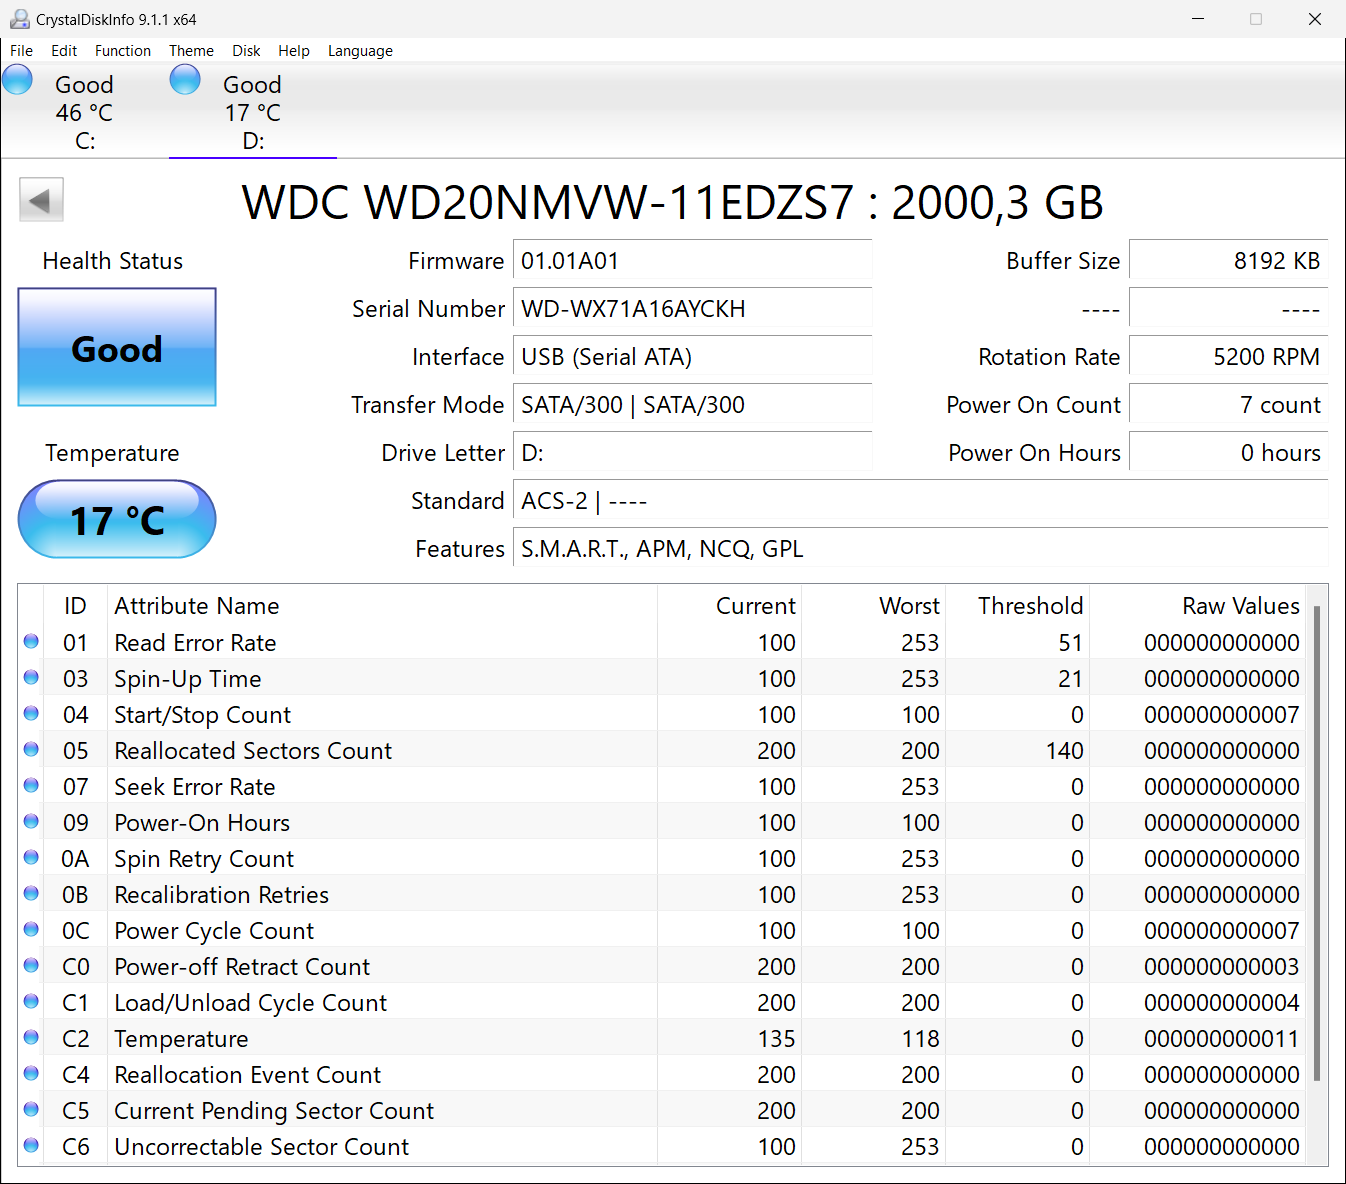 CrystalDiskInfo 9.1.1 x64
File Edit Function Theme Disk Help Language
Good Good
46 °C 17 °C
C: D:
WDC WD20NMVW-11EDZS7 : 2000,3 GB
Health Status Firmware 01.01A01 Buffer Size 8192 KB
Serial Number WD-WX71A16AYCKH ---- ----
Good Interface USB (Serial ATA) Rotation Rate 5200 RPM
Transfer Mode SATA/300 | SATA/300 Power On Count 7 count
Temperature Drive Letter D: Power On Hours 0 hours
17 °C Standard ACS-2 | ----
Features S.M.A.R.T., APM, NCQ, GPL
ID Attribute Name Current Worst Threshold Raw Values
01 Read Error Rate 100 253 51 000000000000
03 Spin-Up Time 100 253 21 000000000000
04 Start/Stop Count 100 100 0 000000000007
05 Reallocated Sectors Count 200 200 140 000000000000
07 Seek Error Rate 100 253 0 000000000000
09 Power-On Hours 100 100 0 000000000000
0A Spin Retry Count 100 253 0 000000000000
0B Recalibration Retries 100 253 0 000000000000
0C Power Cycle Count 100 100 0 000000000007
C0 Power-off Retract Count 200 200 0 000000000003
C1 Load/Unload Cycle Count 200 200 0 000000000004
C2 Temperature 135 118 0 000000000011
C4 Reallocation Event Count 200 200 0 000000000000
C5 Current Pending Sector Count 200 200 0 000000000000
C6 Uncorrectable Sector Count 100 253 0 000000000000